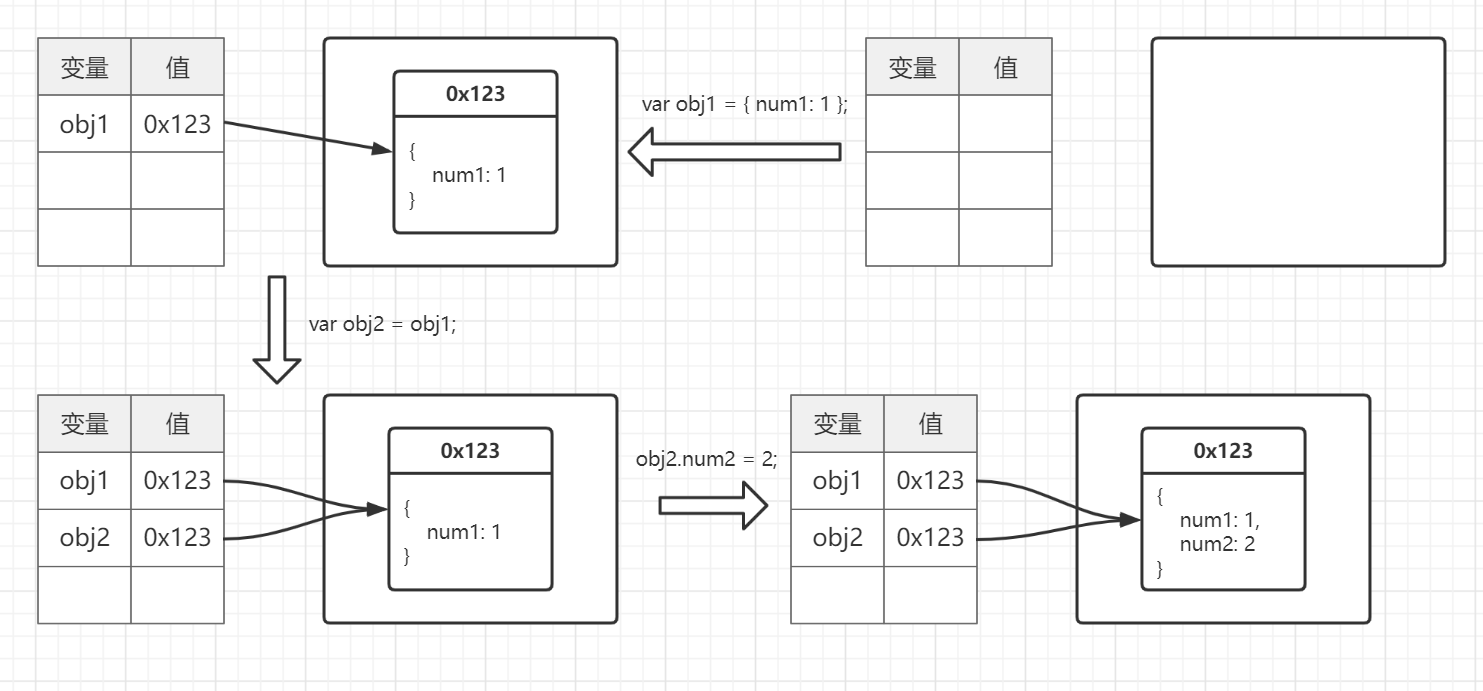 变量 值
obj1 0x123
0x123
{
num1: 1
}
var obj1 = { num1: 1 };
变量 值
var obj2 = obj1;
变量 值
obj1 0x123
obj2 0x123
0x123
{
num1: 1
}
obj2.num2 = 2;
变量 值
obj1 0x123
obj2 0x123
0x123
{
num1: 1,
num2: 2
}